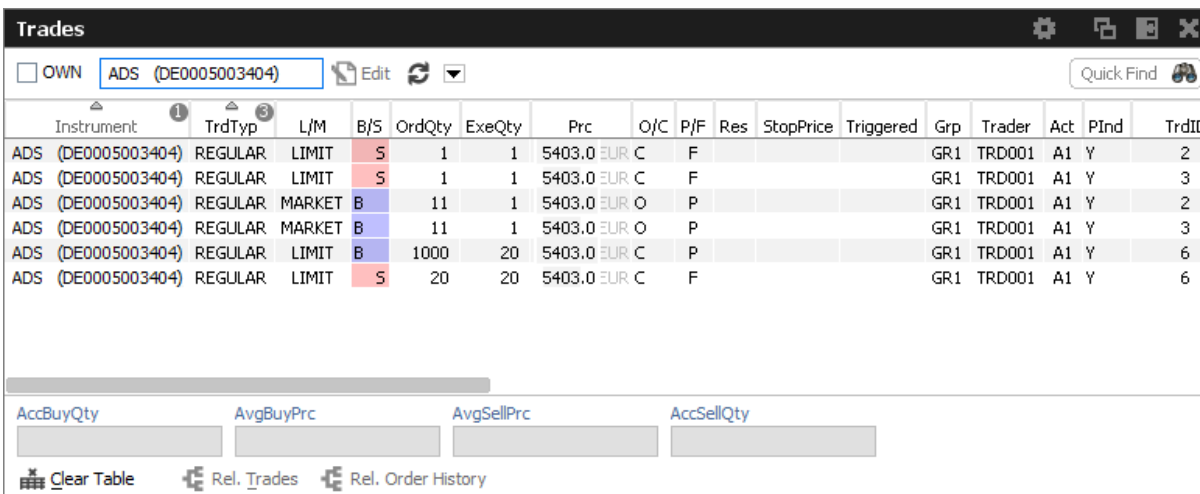 Trades
OWN ADS (DE0005003404) Edit Quick Find
Instrument 1 TrdTyp 3 L/M B/S OrdQty ExeQty Prc O/C P/F Res StopPrice Triggered Grp Trader Act PInd TrdI
ADS (DE0005003404) REGULAR LIMIT S 1 1 5403.0 EUR C F GR1 TRD001 A1 Y 2
ADS (DE0005003404) REGULAR LIMIT S 1 1 5403.0 EUR C F GR1 TRD001 A1 Y 3
ADS (DE0005003404) REGULAR MARKET B 11 1 5403.0 EUR O P GR1 TRD001 A1 Y 2
ADS (DE0005003404) REGULAR MARKET B 11 1 5403.0 EUR O P GR1 TRD001 A1 Y 3
ADS (DE0005003404) REGULAR LIMIT B 1000 20 5403.0 EUR C P GR1 TRD001 A1 Y 6
ADS (DE0005003404) REGULAR LIMIT S 20 20 5403.0 EUR C F GR1 TRD001 A1 Y 6
AccBuyQty AvgBuyPrc AvgSellPrc AccSellQty
Clear Table Rel. Trades Rel. Order History